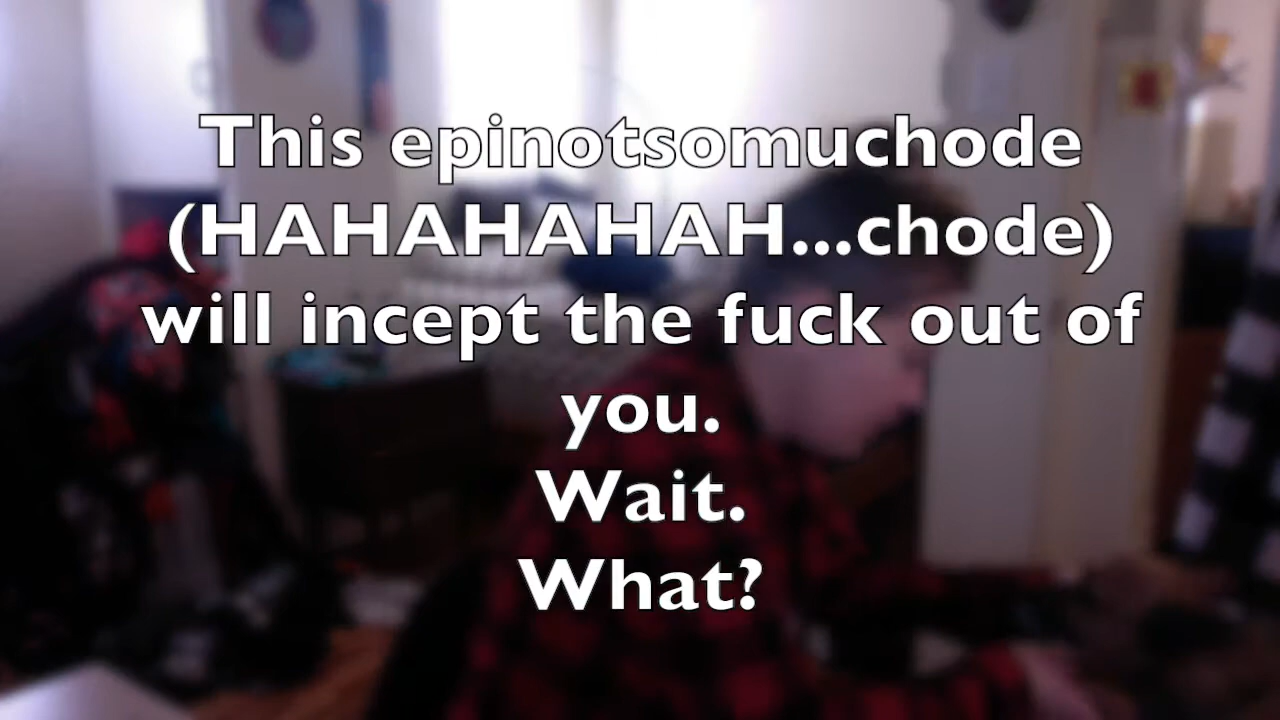 This epinotsomuchode
(HAHAHAHAH...chode)
will incept the fuck out of
you.
Wait.
What?